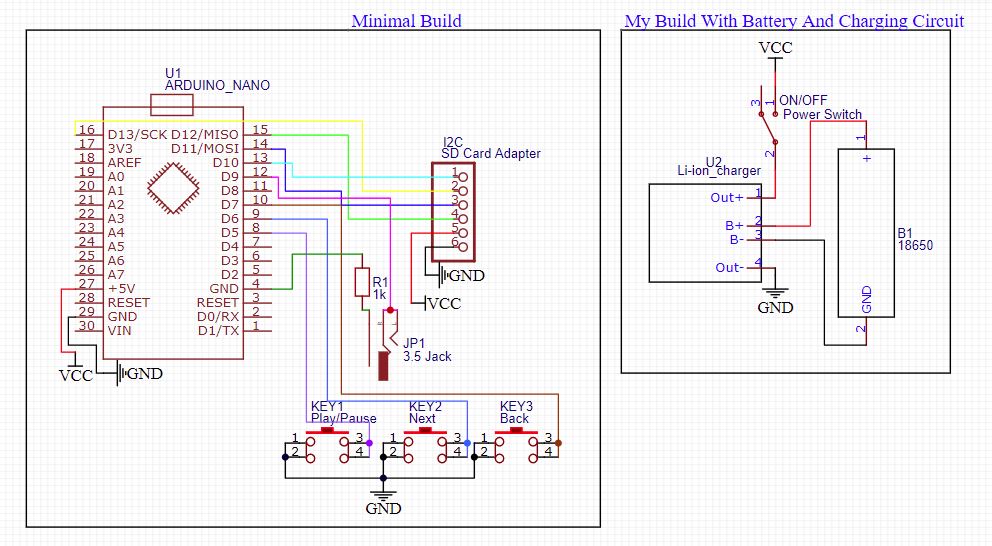 Minimal Build
My Build With Battery And Charging Circuit
U1
ARDUINO_NANO
16 D13/SCK D12/MISO 15
17 3V3 D11/MOSI 14
18 AREF D10 13
19 A0 D9 12
20 A1 D8 11
21 A2 D7 10
22 A3 D6 9
23 A4 D5 8
24 A5 D4 7
25 A6 D3 6
26 A7 D2 5
27 +5V GND 4
28 RESET RESET 3
29 GND D0/RX 2
30 VIN D1/TX 1
VCC
GND
I2C
SD Card Adapter
1
2
3
4
5
6
GND
VCC
R1
1k
JP1
3.5 Jack
KEY1
Play/Pause
1 3
2 4
KEY2
Next
1 3
2 4
KEY3
Back
1 3
2 4
GND
VCC
3 1
ON/OFF
Power Switch
2
U2
Li-ion_charger
Out+ 1
B+ 2
B- 3
Out- 4
GND
1
+
B1
18650
GND
2